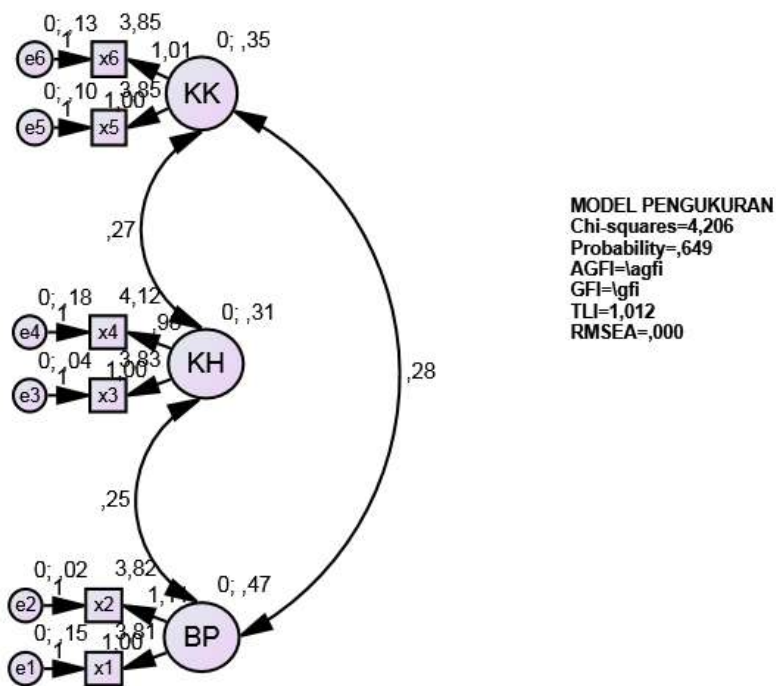 0; ,13
3,85
0; ,35
e6
1
x6
1,01
KK
0; ,10
3,85
e5
1
x5
1,00
,27
0; ,18
4,12
0; ,31
e4
1
x4
KH
0; ,04
3,83
e3
1
x3
1,00
,28
,25
0; ,02
3,82
0; ,47
e2
1
x2
BP
0; ,15
3,81
e1
1
x1
1,00
MODEL PENGUKURAN
Chi-squares=4,206
Probability=,649
AGFI=\agfi
GFI=\gfi
TLI=1,012
RMSEA=,000